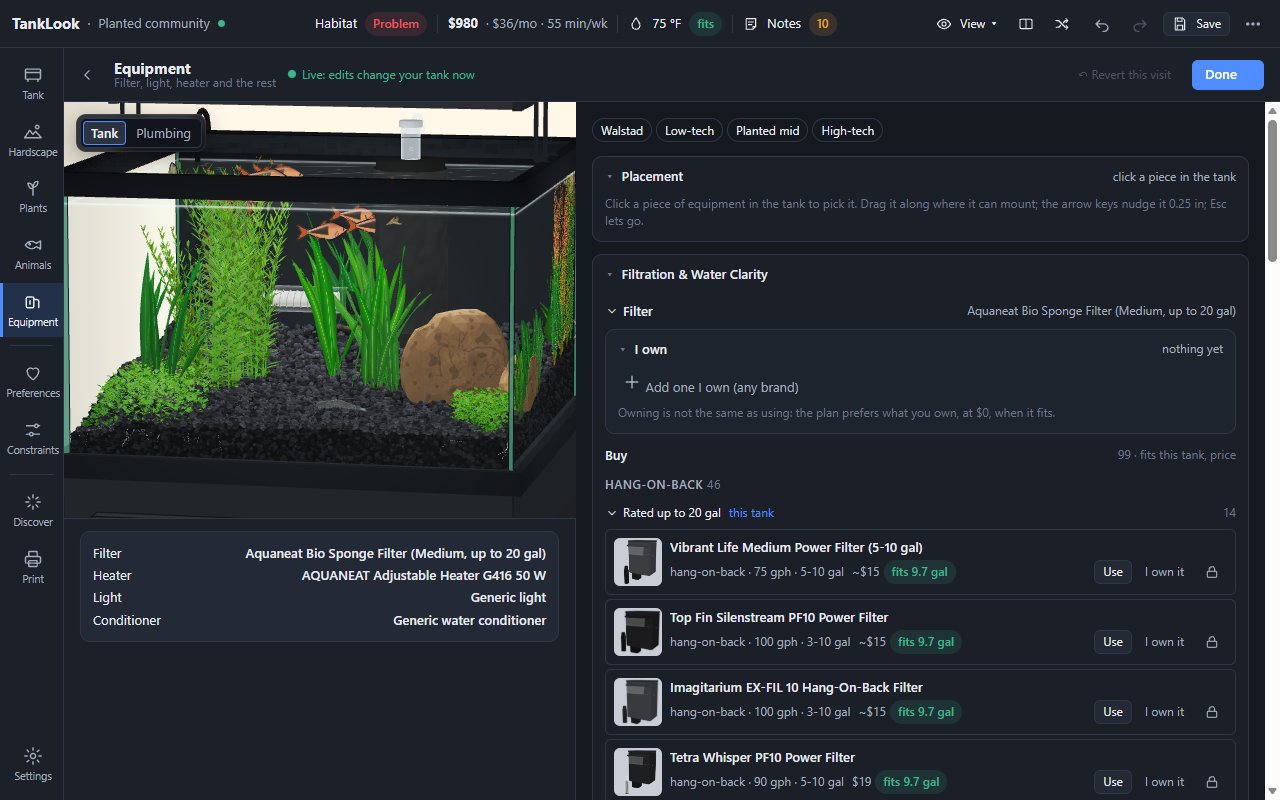 TankLook · Planted community
Habitat Problem $980 · $36/mo · 55 min/wk 75 °F fits Notes 10
View Save
Tank
Hardscape
Plants
Animals
Equipment
Preferences
Constraints
Discover
Print
Settings
Equipment
Filter, light, heater and the rest
Live: edits change your tank now
Revert this visit
Done
Tank Plumbing
Filter Aquaneat Bio Sponge Filter (Medium, up to 20 gal)
Heater AQUANEAT Adjustable Heater G416 50 W
Light Generic light
Conditioner Generic water conditioner
Walstad Low-tech Planted mid High-tech
Placement click a piece in the tank
Click a piece of equipment in the tank to pick it. Drag it along where it can mount; the arrow keys nudge it 0.25 in; Esc
lets go.
Filtration & Water Clarity
Filter Aquaneat Bio Sponge Filter (Medium, up to 20 gal)
I own nothing yet
Add one I own (any brand)
Owning is not the same as using: the plan prefers what you own, at $0, when it fits.
Buy 99 · fits this tank, price
HANG-ON-BACK 46
Rated up to 20 gal this tank 14
Vibrant Life Medium Power Filter (5-10 gal)
hang-on-back · 75 gph · 5-10 gal ~$15 fits 9.7 gal Use I own it
Top Fin Silenstream PF10 Power Filter
hang-on-back · 100 gph · 3-10 gal ~$15 fits 9.7 gal Use I own it
Imagitarium EX-FIL 10 Hang-On-Back Filter
hang-on-back · 100 gph · 3-10 gal ~$15 fits 9.7 gal Use I own it
Tetra Whisper PF10 Power Filter
hang-on-back · 90 gph · 5-10 gal $19 fits 9.7 gal Use I own it